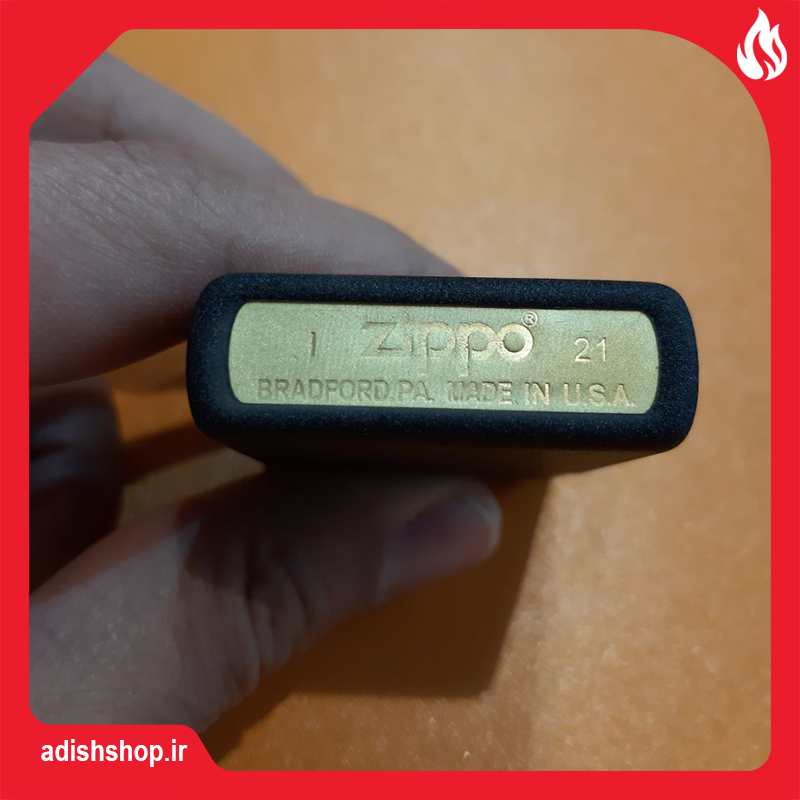 I zippo® 21
BRADFORD, PA. MADE IN U.S.A.
adishshop.ir